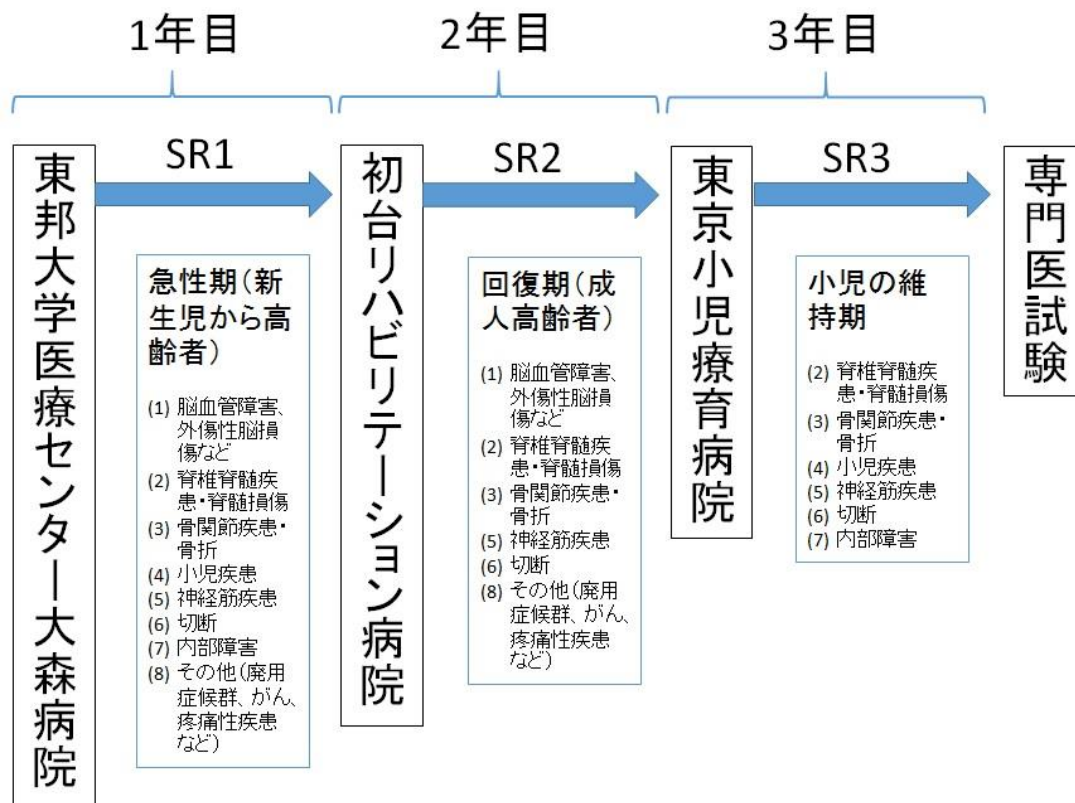 1年目
2年目
3年目
東邦大学医療センター大森病院
SR1
急性期(新
生児から高
齢者)
(1) 脳血管障害、
外傷性脳損
傷など
(2) 脊椎脊髄疾
患・脊髄損傷
(3) 骨関節疾患・
骨折
(4) 小児疾患
(5) 神経筋疾患
(6) 切断
(7) 内部障害
(8) その他(廃用
症候群、がん、
疼痛性疾患
など)
初台リハビリテーション病院
SR2
回復期(成
人高齢者)
(1) 脳血管障害、
外傷性脳損
傷など
(2) 脊椎脊髄疾
患・脊髄損傷
(3) 骨関節疾患・
骨折
(5) 神経筋疾患
(6) 切断
(8) その他(廃用
症候群、がん、
疼痛性疾患
など)
東京小児療育病院
SR3
小児の維
持期
(2) 脊椎脊髄疾
患・脊髄損傷
(3) 骨関節疾患・
骨折
(4) 小児疾患
(5) 神経筋疾患
(6) 切断
(7) 内部障害
専門医試験